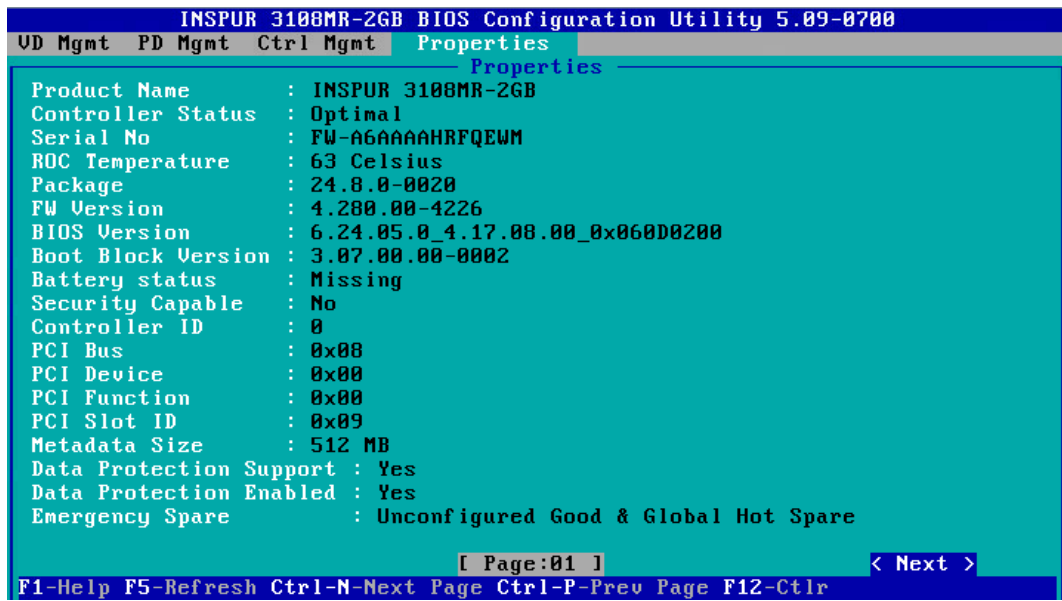 INSPUR 3108MR-2GB BIOS Configuration Utility 5.09-0700
VD Mgmt PD Mgmt Ctrl Mgmt Properties
Properties
Product Name : INSPUR 3108MR-2GB
Controller Status : Optimal
Serial No : FW-A6AAAAHRFQEWM
ROC Temperature : 63 Celsius
Package : 24.8.0-0020
FW Version : 4.280.00-4226
BIOS Version : 6.24.05.0_4.17.08.00_0x060D0200
Boot Block Version : 3.07.00.00-0002
Battery status : Missing
Security Capable : No
Controller ID : 0
PCI Bus : 0x08
PCI Device : 0x00
PCI Function : 0x00
PCI Slot ID : 0x09
Metadata Size : 512 MB
Data Protection Support : Yes
Data Protection Enabled : Yes
Emergency Spare : Unconfigured Good & Global Hot Spare
[ Page:01 ] < Next >
F1-Help F5-Refresh Ctrl-N-Next Page Ctrl-P-Prev Page F12-Ctlr